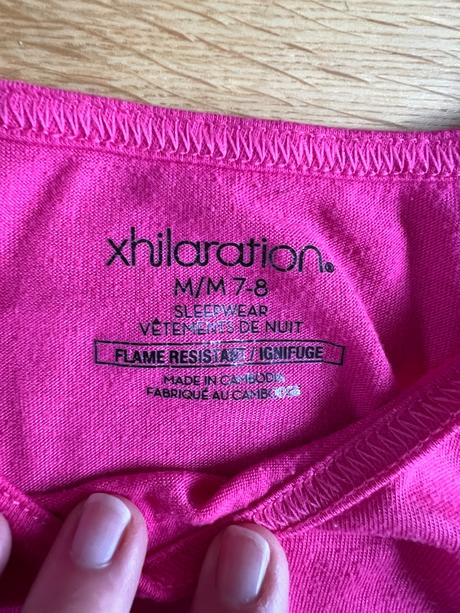 xhilaration®
M/M 7-8
SLEEPWEAR
VÊTEMENTS DE NUIT
FLAME RESISTANT / IGNIFUGE
MADE IN CAMBODIA
FABRIQUÉ AU CAMBODGE